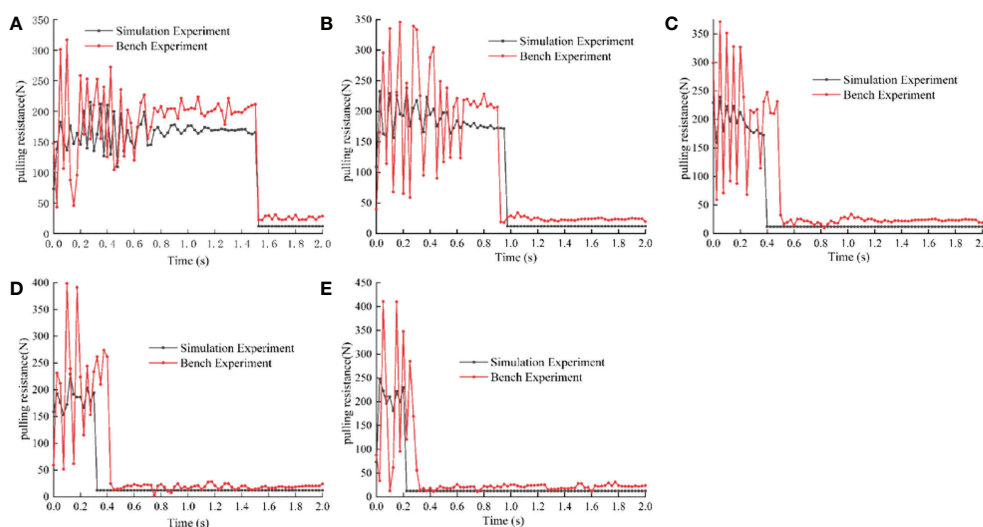 A
350
300
250
200
150
100
50
0
pulling resistance(N)
Simulation Experiment
Bench Experiment
0.0 0.2 0.4 0.6 0.8 1.0 1.2 1.4 1.6 1.8 2.0
Time (s)
B
350
300
250
200
150
100
50
0
pulling resistance(N)
Simulation Experiment
Bench Experiment
0.0 0.2 0.4 0.6 0.8 1.0 1.2 1.4 1.6 1.8 2.0
Time (s)
C
350
300
250
200
150
100
50
0
pulling resistance(N)
Simulation Experiment
Bench Experiment
0.0 0.2 0.4 0.6 0.8 1.0 1.2 1.4 1.6 1.8 2.0
Time (s)
D
400
350
300
250
200
150
100
50
0
pulling resistance(N)
Simulation Experiment
Bench Experiment
0.0 0.2 0.4 0.6 0.8 1.0 1.2 1.4 1.6 1.8 2.0
Time (s)
E
450
400
350
300
250
200
150
100
50
0
pulling resistance(N)
Simulation Experiment
Bench Experiment
0.0 0.2 0.4 0.6 0.8 1.0 1.2 1.4 1.6 1.8 2.0
Time (s)